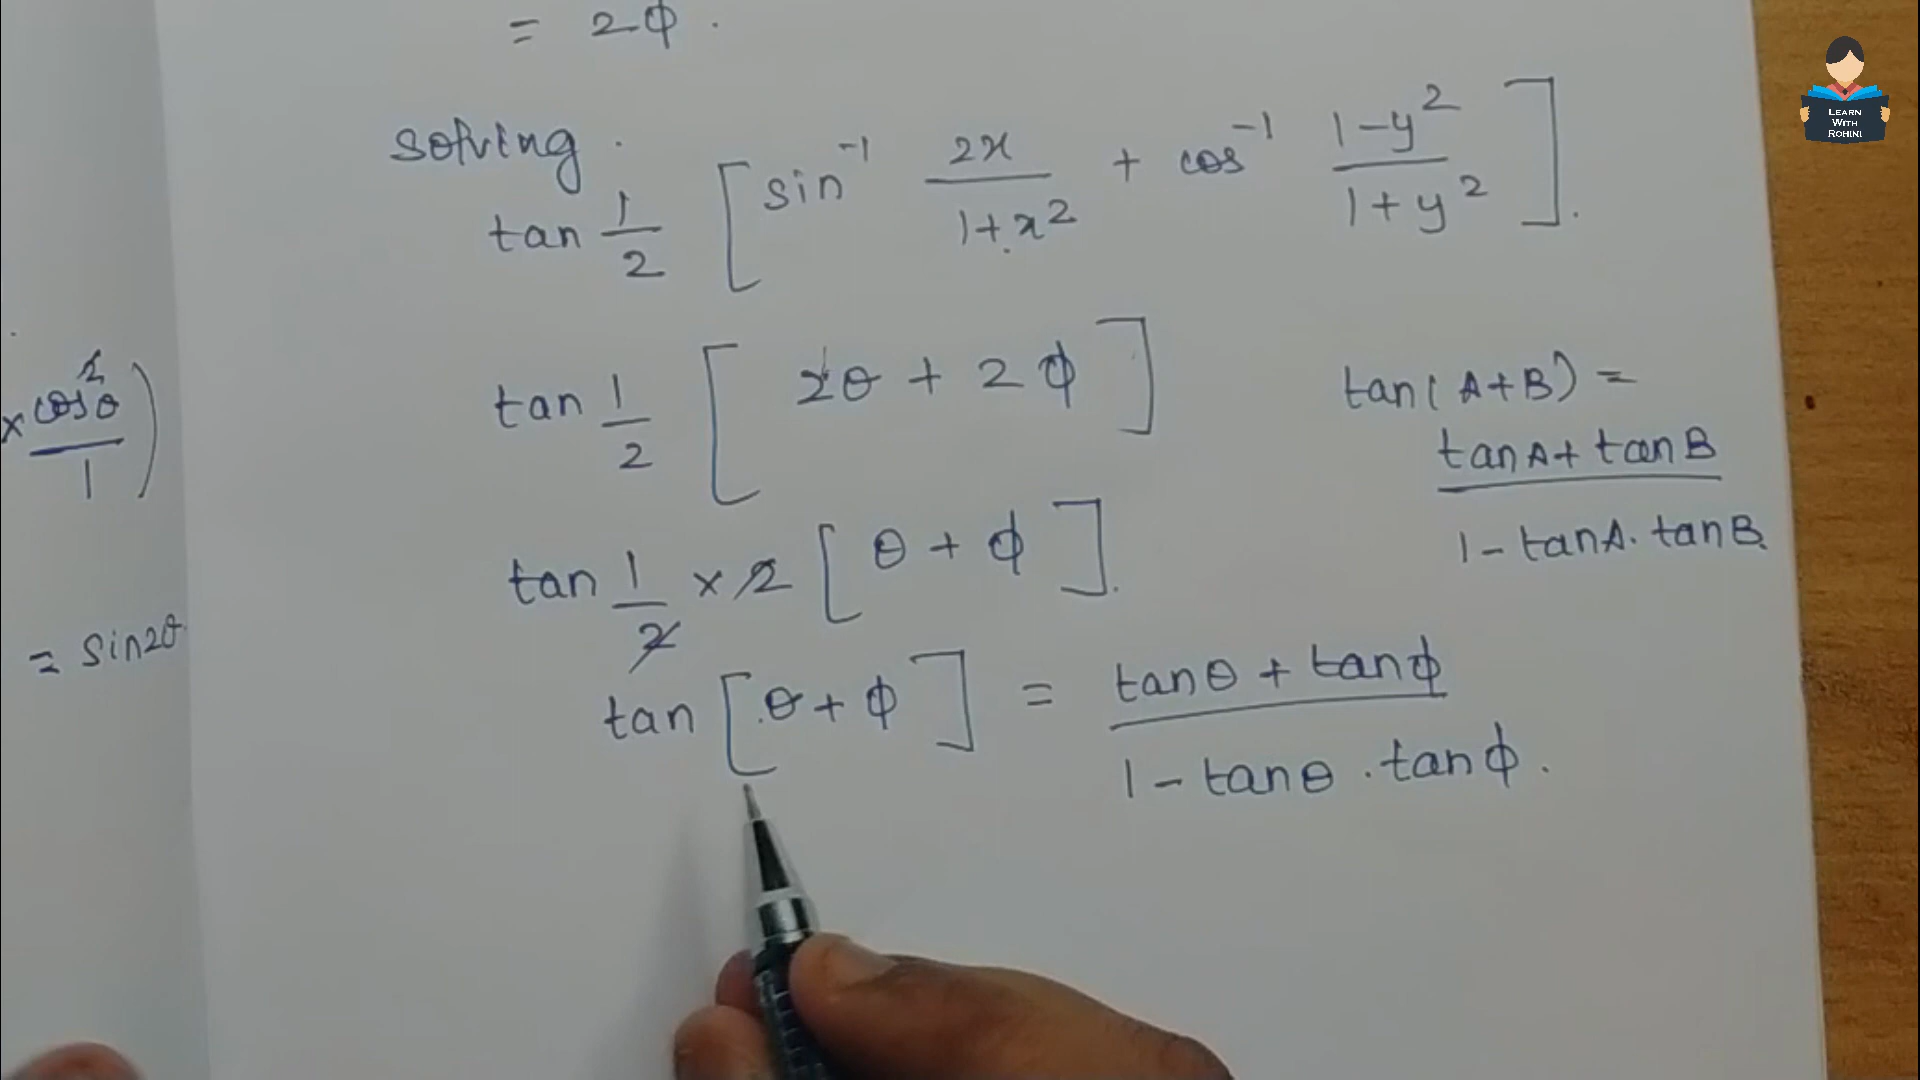 = 2ϕ.
LEARN
WITH
ROHINI
solving.
tan 1/2 [sin⁻¹ 2x/1+x² + cos⁻¹ 1-y²/1+y²].
tan 1/2 [2θ + 2ϕ]
tan(A+B) =
tanA + tanB
1 - tanA. tanB.
x cos²θ/1 )
tan 1/2 x 2 [θ + ϕ].
= sin2θ
tan [θ + ϕ] = tanθ + tanϕ / 1 - tanθ . tanϕ.